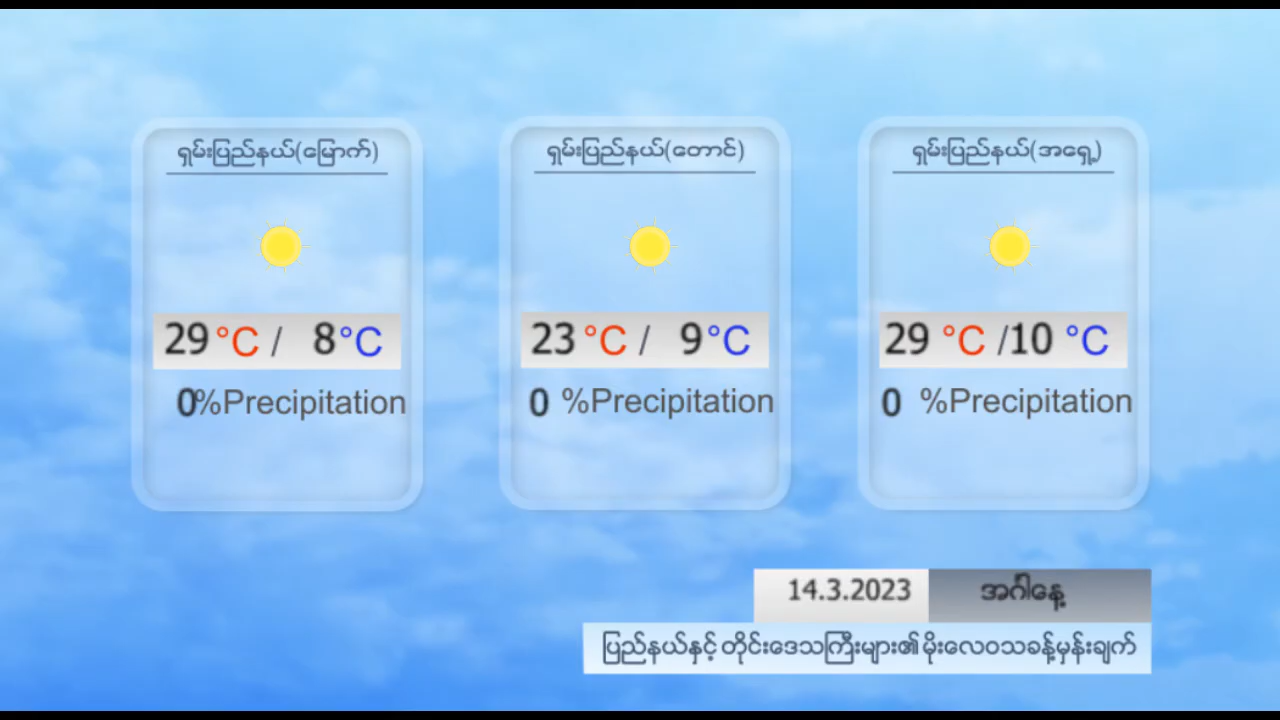 ရှမ်းပြည်နယ်(မြောက်)
29 °C / 8°C
0%Precipitation
ရှမ်းပြည်နယ်(တောင်)
23 °C / 9°C
0 %Precipitation
ရှမ်းပြည်နယ်(အရှေ့)
29 °C /10 °C
0 %Precipitation
14.3.2023 အင်္ဂါနေ့
ပြည်နယ်နှင့် တိုင်းဒေသကြီးများ၏ မိုးလေဝသခန့်မှန်းချက်